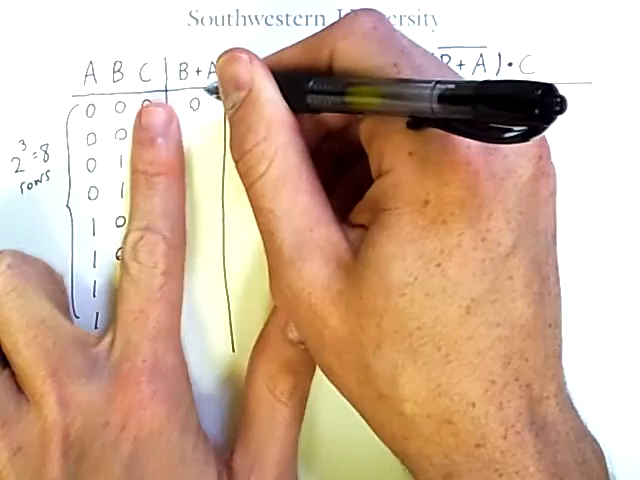 Southwestern
A B C B + A B + A ) • C
0 0 0 0
0 0
0 1
2³ = 8
0 1
rows
1 0
1
1
1